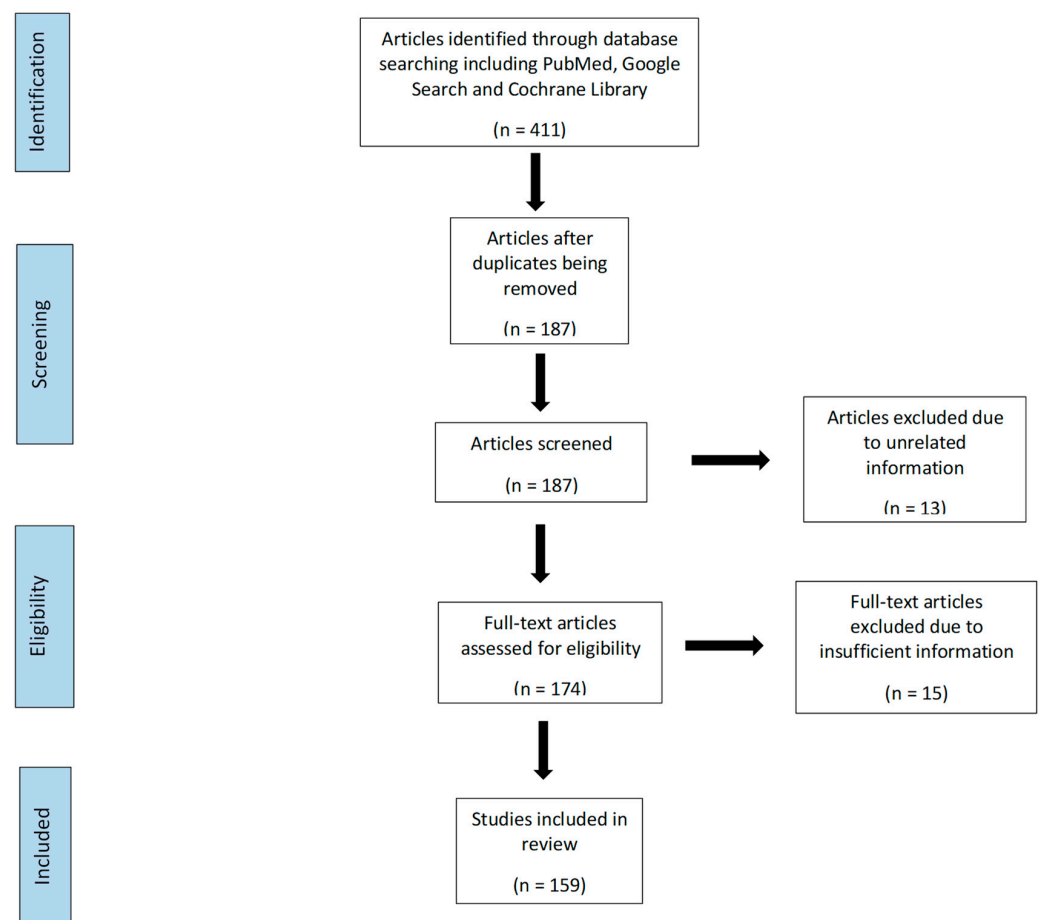 Identification
Articles identified through database
searching including PubMed, Google
Search and Cochrane Library
(n = 411)
Screening
Articles after
duplicates being
removed
(n = 187)
Articles screened
(n = 187)
Articles excluded due
to unrelated
information
(n = 13)
Eligibility
Full-text articles
assessed for eligibility
(n = 174)
Full-text articles
excluded due to
insufficient information
(n = 15)
Included
Studies included in
review
(n = 159)